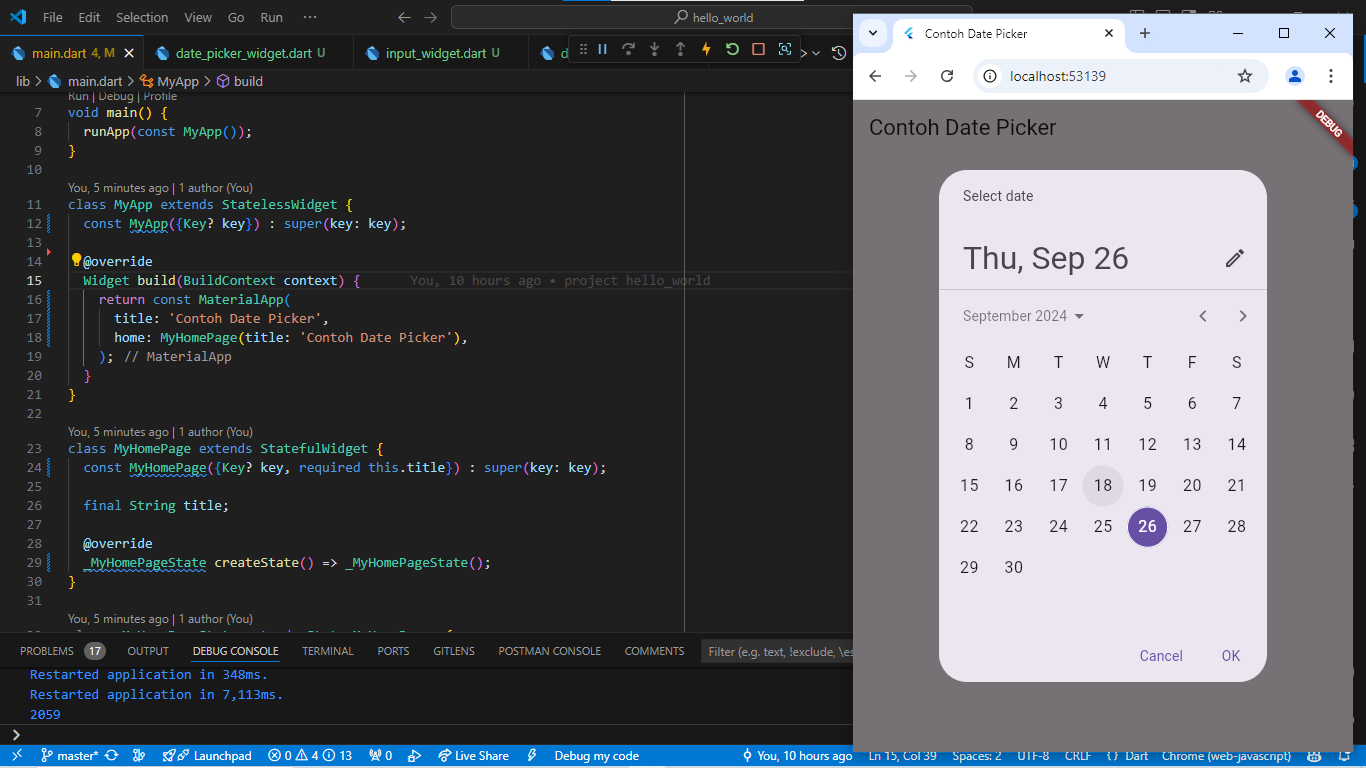 File Edit Selection View Go Run ···
hello_world
main.dart 4, M
date_picker_widget.dart U
input_widget.dart U
lib > main.dart > MyApp > build
Run | Debug | Profile
7 void main() {
8 runApp(const MyApp());
9 }
10
You, 5 minutes ago | 1 author (You)
11 class MyApp extends StatelessWidget {
12 const MyApp({Key? key}) : super(key: key);
13
14 @override
15 Widget build(BuildContext context) { You, 10 hours ago • project hello_world
16 return const MaterialApp(
17 title: 'Contoh Date Picker',
18 home: MyHomePage(title: 'Contoh Date Picker'),
19 ); // MaterialApp
20 }
21 }
22
You, 5 minutes ago | 1 author (You)
23 class MyHomePage extends StatefulWidget {
24 const MyHomePage({Key? key, required this.title}) : super(key: key);
25
26 final String title;
27
28 @override
29 _MyHomePageState createState() => _MyHomePageState();
30 }
31
You, 5 minutes ago | 1 author (You)
PROBLEMS 17 OUTPUT DEBUG CONSOLE TERMINAL PORTS GITLENS POSTMAN CONSOLE COMMENTS
Filter (e.g. text, !exclude, \es
Restarted application in 348ms.
Restarted application in 7,113ms.
2059
master* Launchpad 0 4 13 0 Live Share Debug my code You, 10 hours ago Ln 15, Col 39 Spaces: 2 UTF-8 CRLF {} Dart Chrome (web-javascript)
Contoh Date Picker
localhost:53139
Contoh Date Picker
DEBUG
Select date
Thu, Sep 26
September 2024
S M T W T F S
1 2 3 4 5 6 7
8 9 10 11 12 13 14
15 16 17 18 19 20 21
22 23 24 25 26 27 28
29 30
Cancel OK